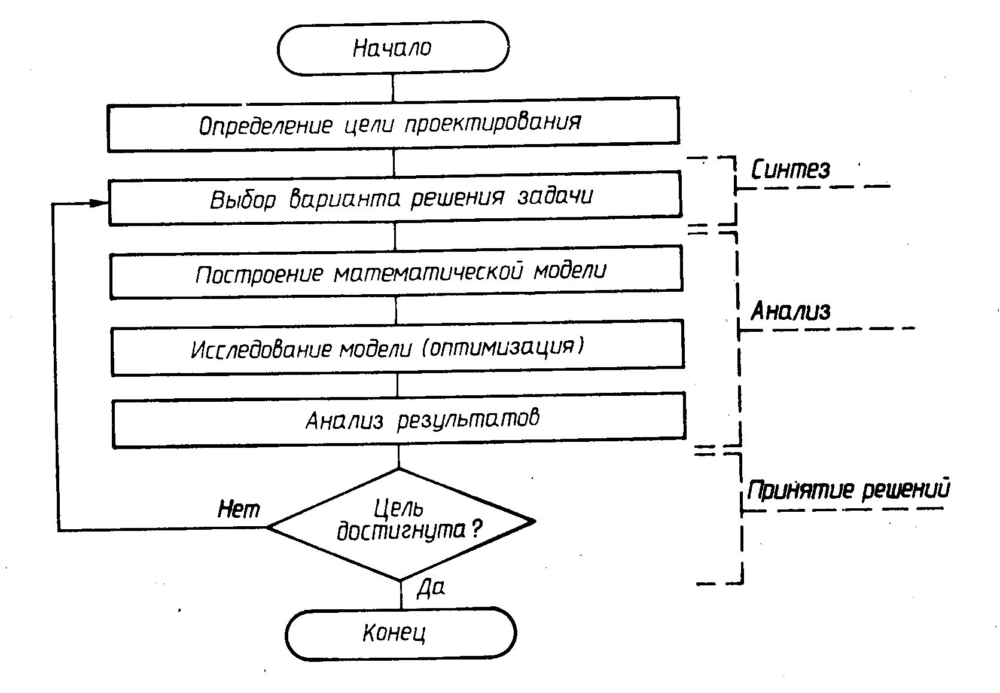 Начало
Определение цели проектирования
Синтез
Выбор варианта решения задачи
Построение математической модели
Анализ
Исследование модели (оптимизация)
Анализ результатов
Принятие решений
Нет
Цель
достигнута?
Да
Конец